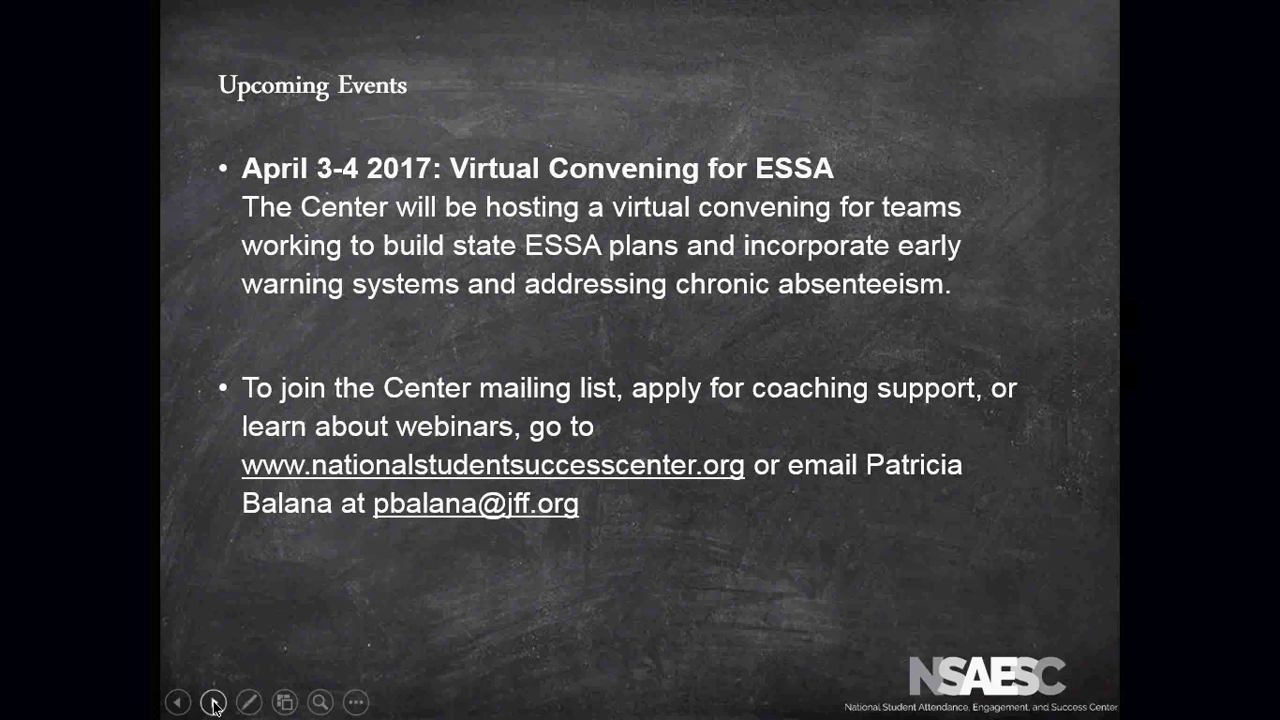 Upcoming Events
• April 3-4 2017: Virtual Convening for ESSA
The Center will be hosting a virtual convening for teams
working to build state ESSA plans and incorporate early
warning systems and addressing chronic absenteeism.
• To join the Center mailing list, apply for coaching support, or
learn about webinars, go to
www.nationalstudentsuccesscenter.org or email Patricia
Balana at pbalana@jff.org
NSAESC
National Student Attendance, Engagement, and Success Center